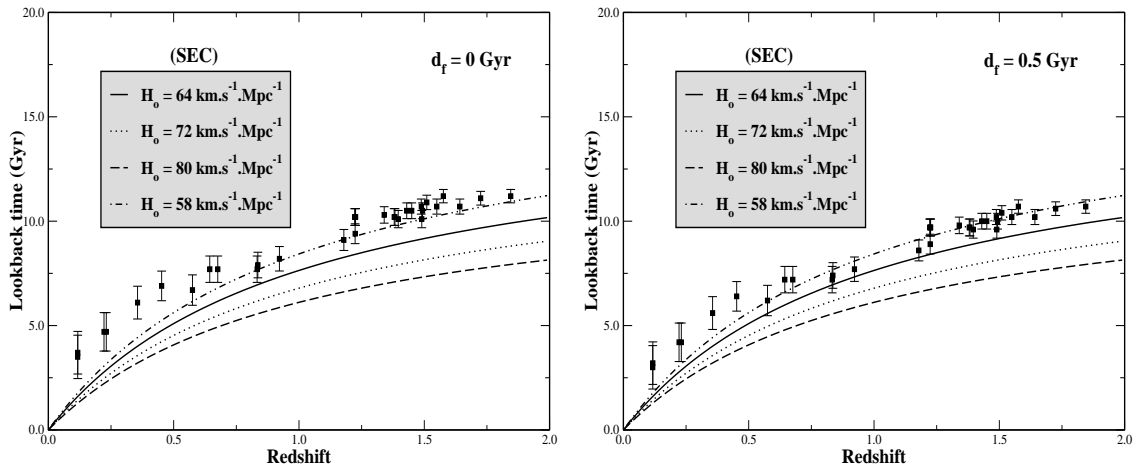 20.0
15.0
10.0
5.0
0.0
Lookback time (Gyr)
(SEC)
d_f = 0 Gyr
H_o = 64 km.s^-1.Mpc^-1
H_o = 72 km.s^-1.Mpc^-1
H_o = 80 km.s^-1.Mpc^-1
H_o = 58 km.s^-1.Mpc^-1
0.0 0.5 1.0 1.5 2.0
Redshift
20.0
15.0
10.0
5.0
0.0
Lookback time (Gyr)
(SEC)
d_f = 0.5 Gyr
H_o = 64 km.s^-1.Mpc^-1
H_o = 72 km.s^-1.Mpc^-1
H_o = 80 km.s^-1.Mpc^-1
H_o = 58 km.s^-1.Mpc^-1
0.0 0.5 1.0 1.5 2.0
Redshift